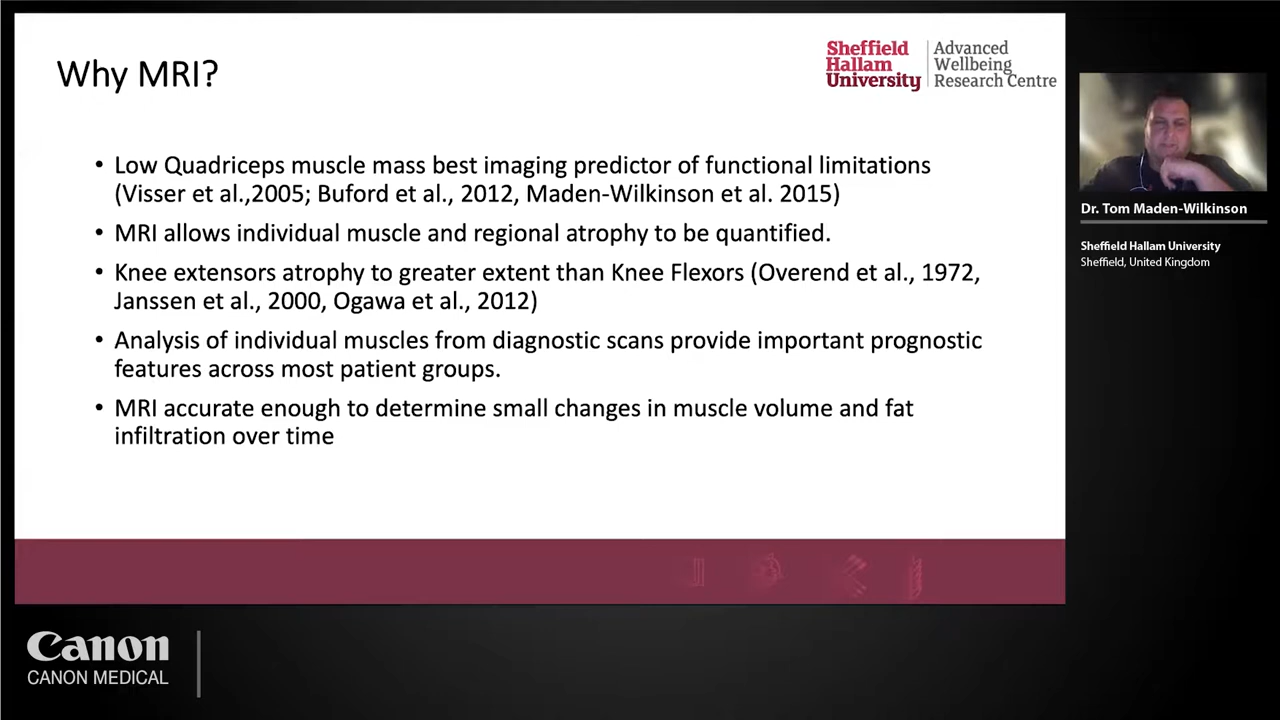 Why MRI?
Sheffield
Hallam
University
Advanced
Wellbeing
Research Centre
• Low Quadriceps muscle mass best imaging predictor of functional limitations
(Visser et al.,2005; Buford et al., 2012, Maden-Wilkinson et al. 2015)
• MRI allows individual muscle and regional atrophy to be quantified.
• Knee extensors atrophy to greater extent than Knee Flexors (Overend et al., 1972,
Janssen et al., 2000, Ogawa et al., 2012)
• Analysis of individual muscles from diagnostic scans provide important prognostic
features across most patient groups.
• MRI accurate enough to determine small changes in muscle volume and fat
infiltration over time
Dr. Tom Maden-Wilkinson
Sheffield Hallam University
Sheffield, United Kingdom
Canon
CANON MEDICAL